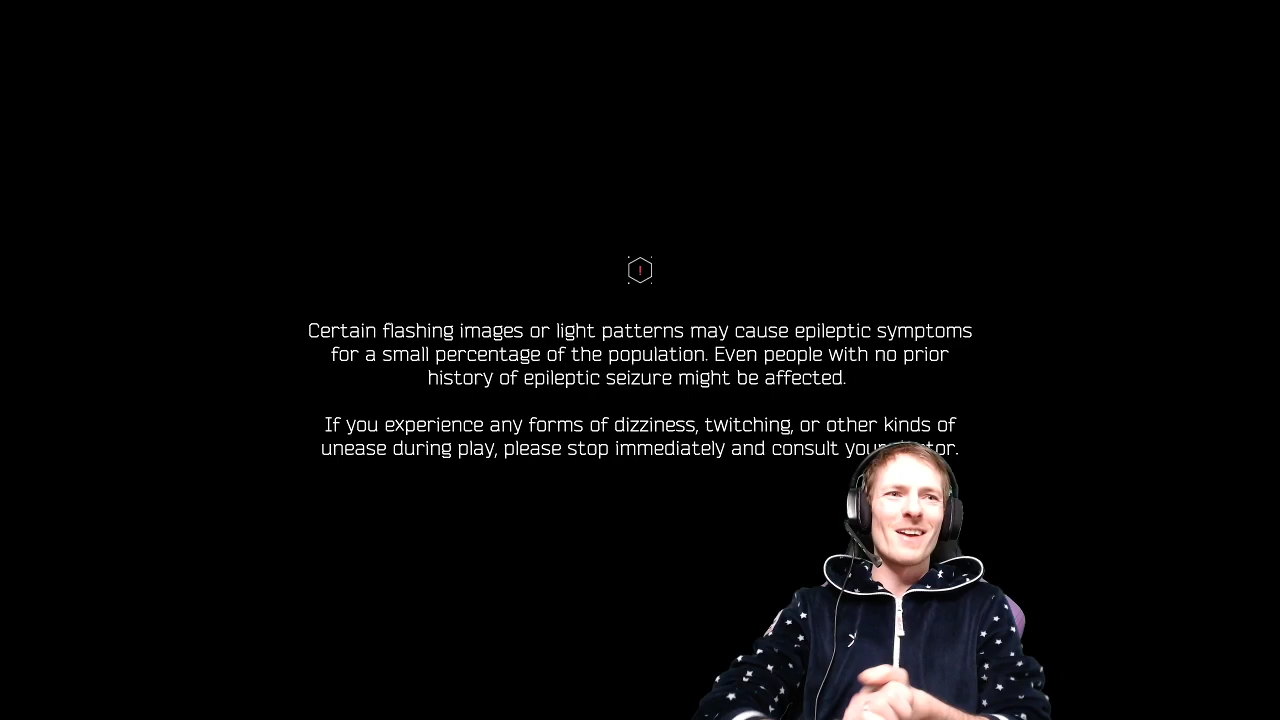 !
Certain flashing images or light patterns may cause epileptic symptoms
for a small percentage of the population. Even people with no prior
history of epileptic seizure might be affected.
If you experience any forms of dizziness, twitching, or other kinds of
unease during play, please stop immediately and consult your